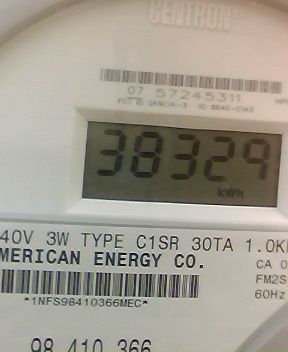 CENTRON®
07 57245311
38329
kWh
40V 3W TYPE C1SR 30TA 1.0K
MERICAN ENERGY CO.
CA 0
FM2S
60Hz
*1NFS98410366MEC*
98 410 366